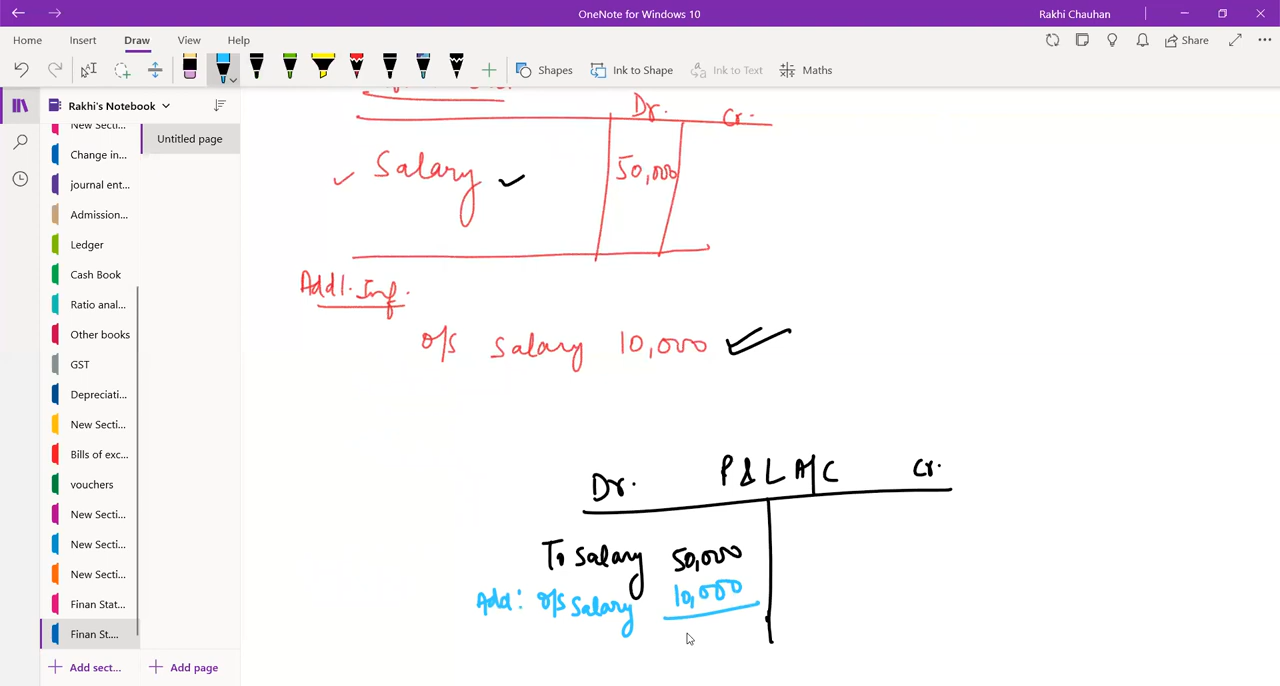 OneNote for Windows 10
Rakhi Chauhan
Home Insert Draw View Help
Share
Shapes Ink to Shape Ink to Text Maths
Rakhi's Notebook
New Secti...
Change in...
journal ent...
Admission...
Ledger
Cash Book
Ratio anal...
Other books
GST
Depreciati...
New Secti...
Bills of exc...
vouchers
New Secti...
New Secti...
New Secti...
Finan Stat...
Finan St....
Add sect...
Untitled page
Add page
Dr. Cr.
Salary 50,000
Addl. Inf.
o/s salary 10,000
Dr. P & L A/C Cr.
To Salary 50,000
Add: o/s salary 10,000